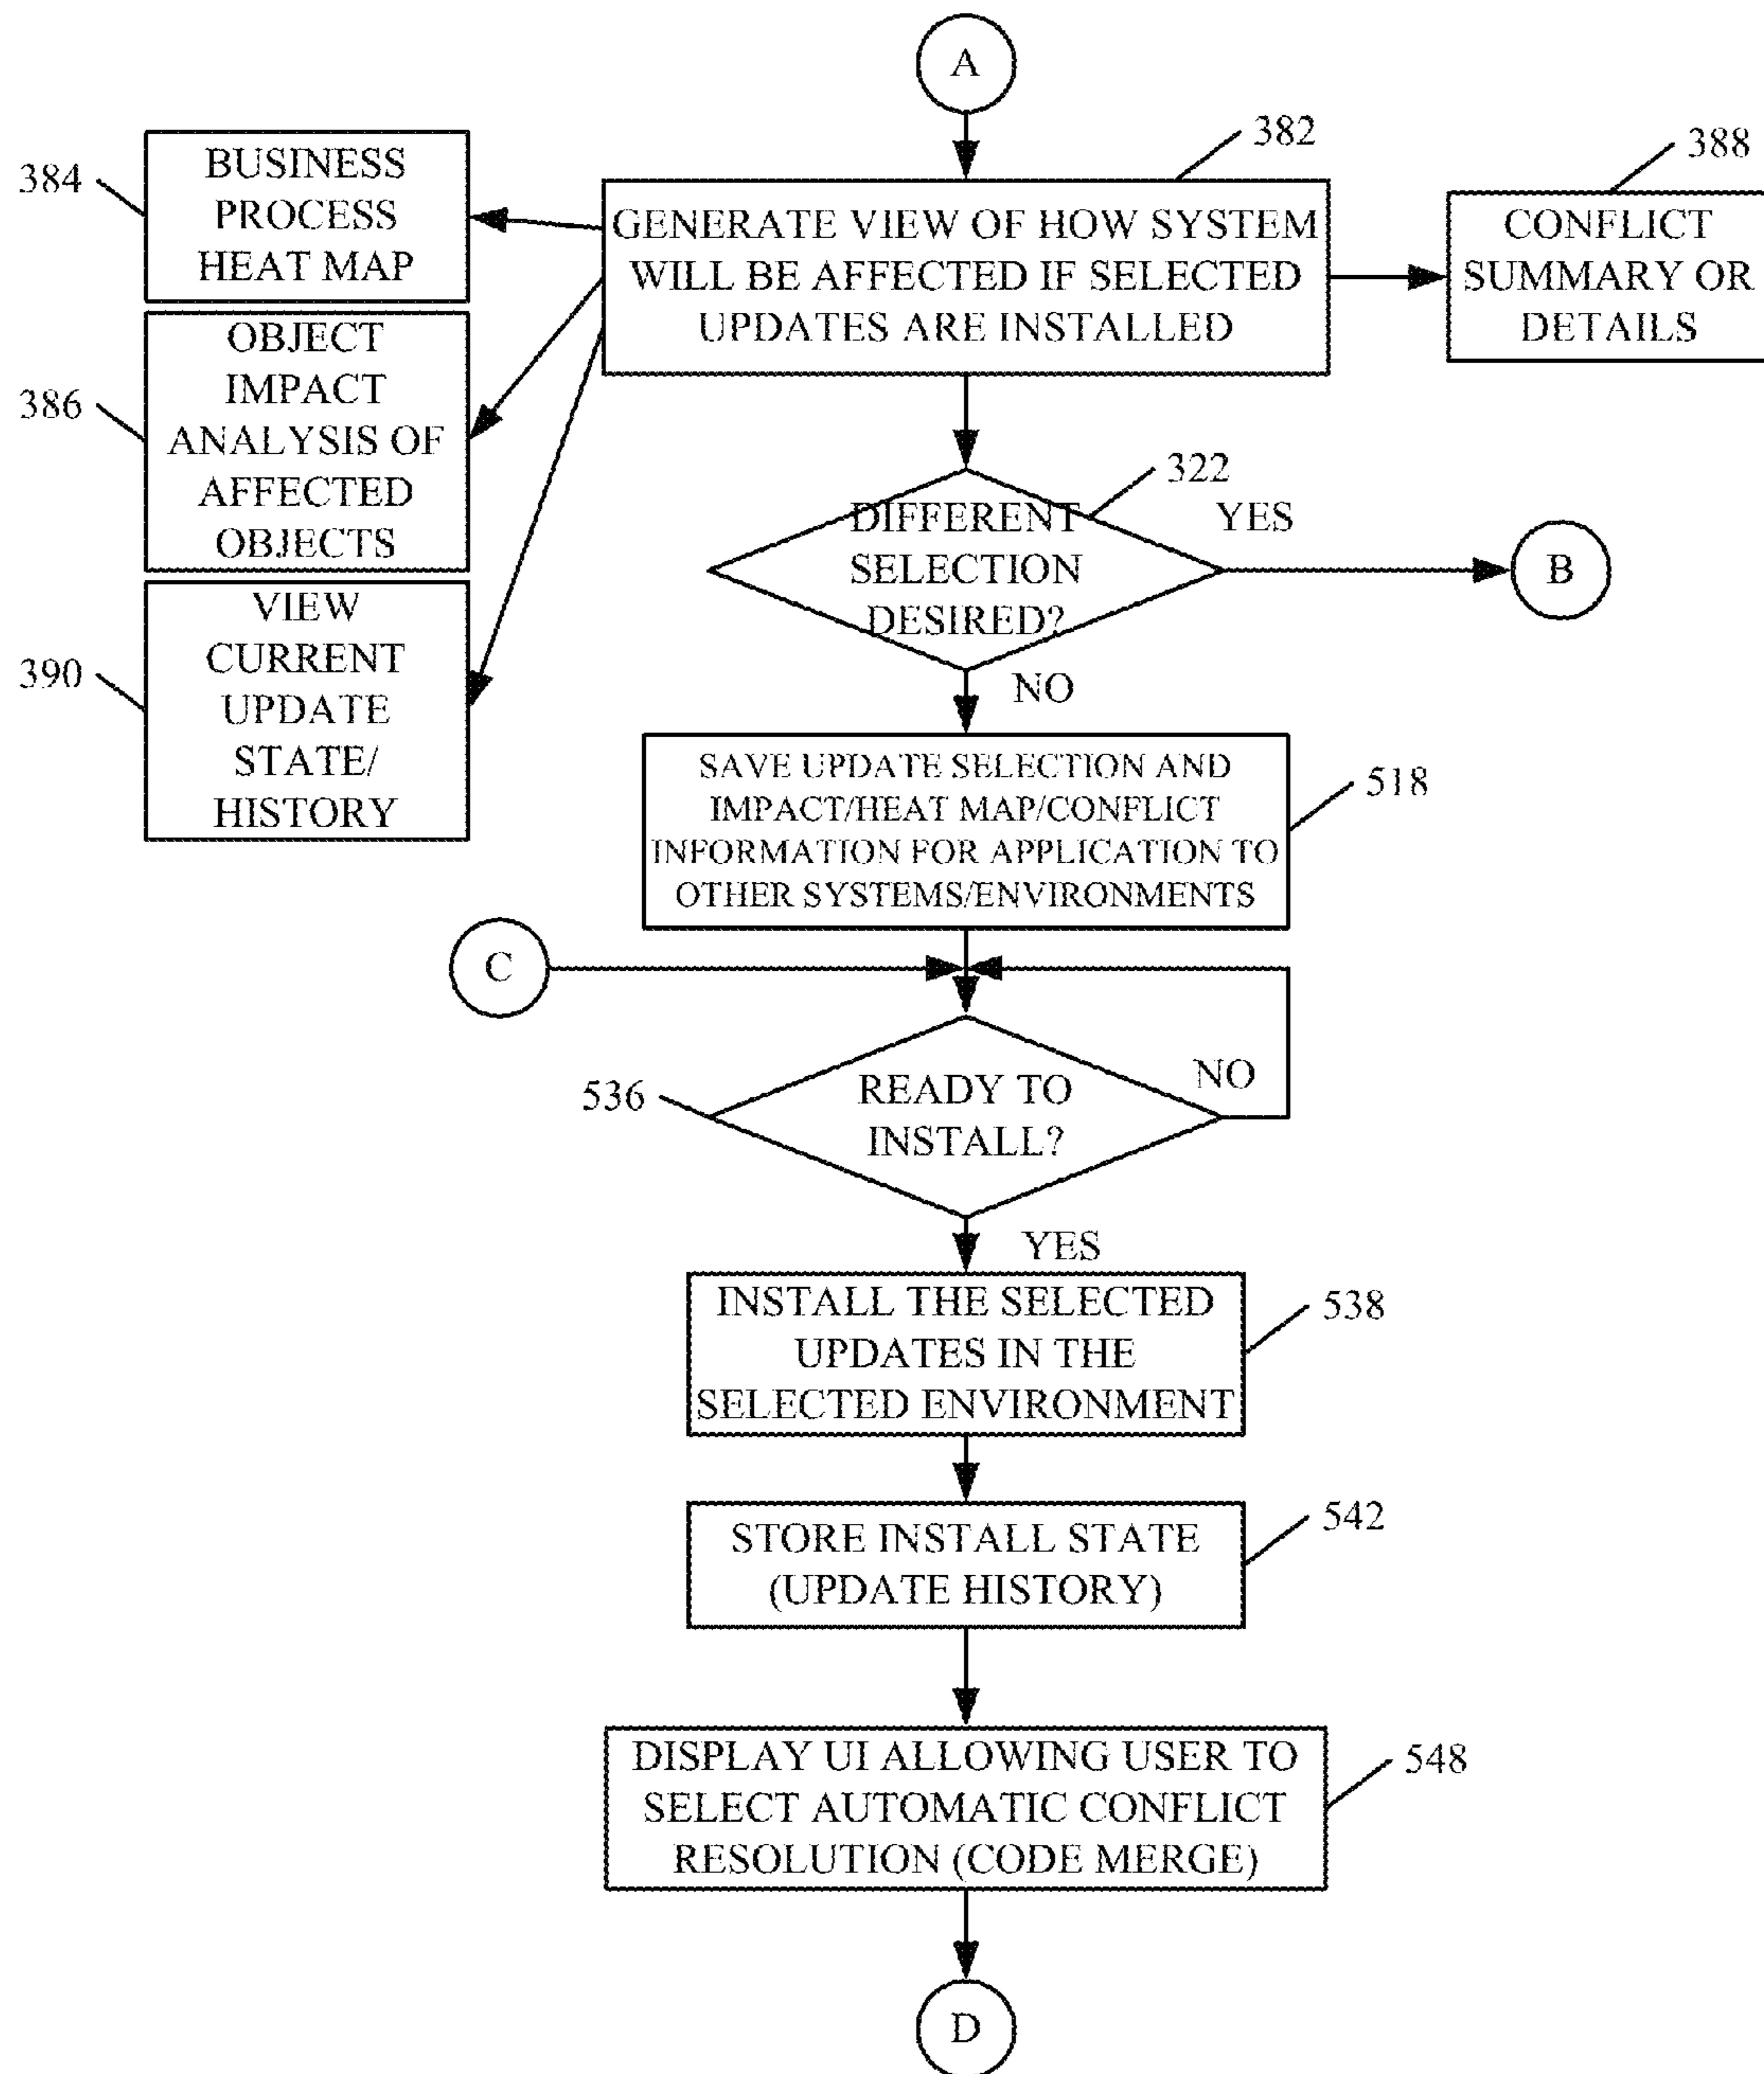 A
382
388
384
BUSINESS
PROCESS
HEAT MAP
GENERATE VIEW OF HOW SYSTEM
WILL BE AFFECTED IF SELECTED
UPDATES ARE INSTALLED
CONFLICT
SUMMARY OR
DETAILS
386
OBJECT
IMPACT
ANALYSIS OF
AFFECTED
OBJECTS
322
DIFFERENT
SELECTION
DESIRED?
YES
B
390
VIEW
CURRENT
UPDATE
STATE/
HISTORY
NO
SAVE UPDATE SELECTION AND
IMPACT/HEAT MAP/CONFLICT
INFORMATION FOR APPLICATION TO
OTHER SYSTEMS/ENVIRONMENTS
518
C
536
READY TO
INSTALL?
NO
YES
INSTALL THE SELECTED
UPDATES IN THE
SELECTED ENVIRONMENT
538
STORE INSTALL STATE
(UPDATE HISTORY)
542
DISPLAY UI ALLOWING USER TO
SELECT AUTOMATIC CONFLICT
RESOLUTION (CODE MERGE)
548
D